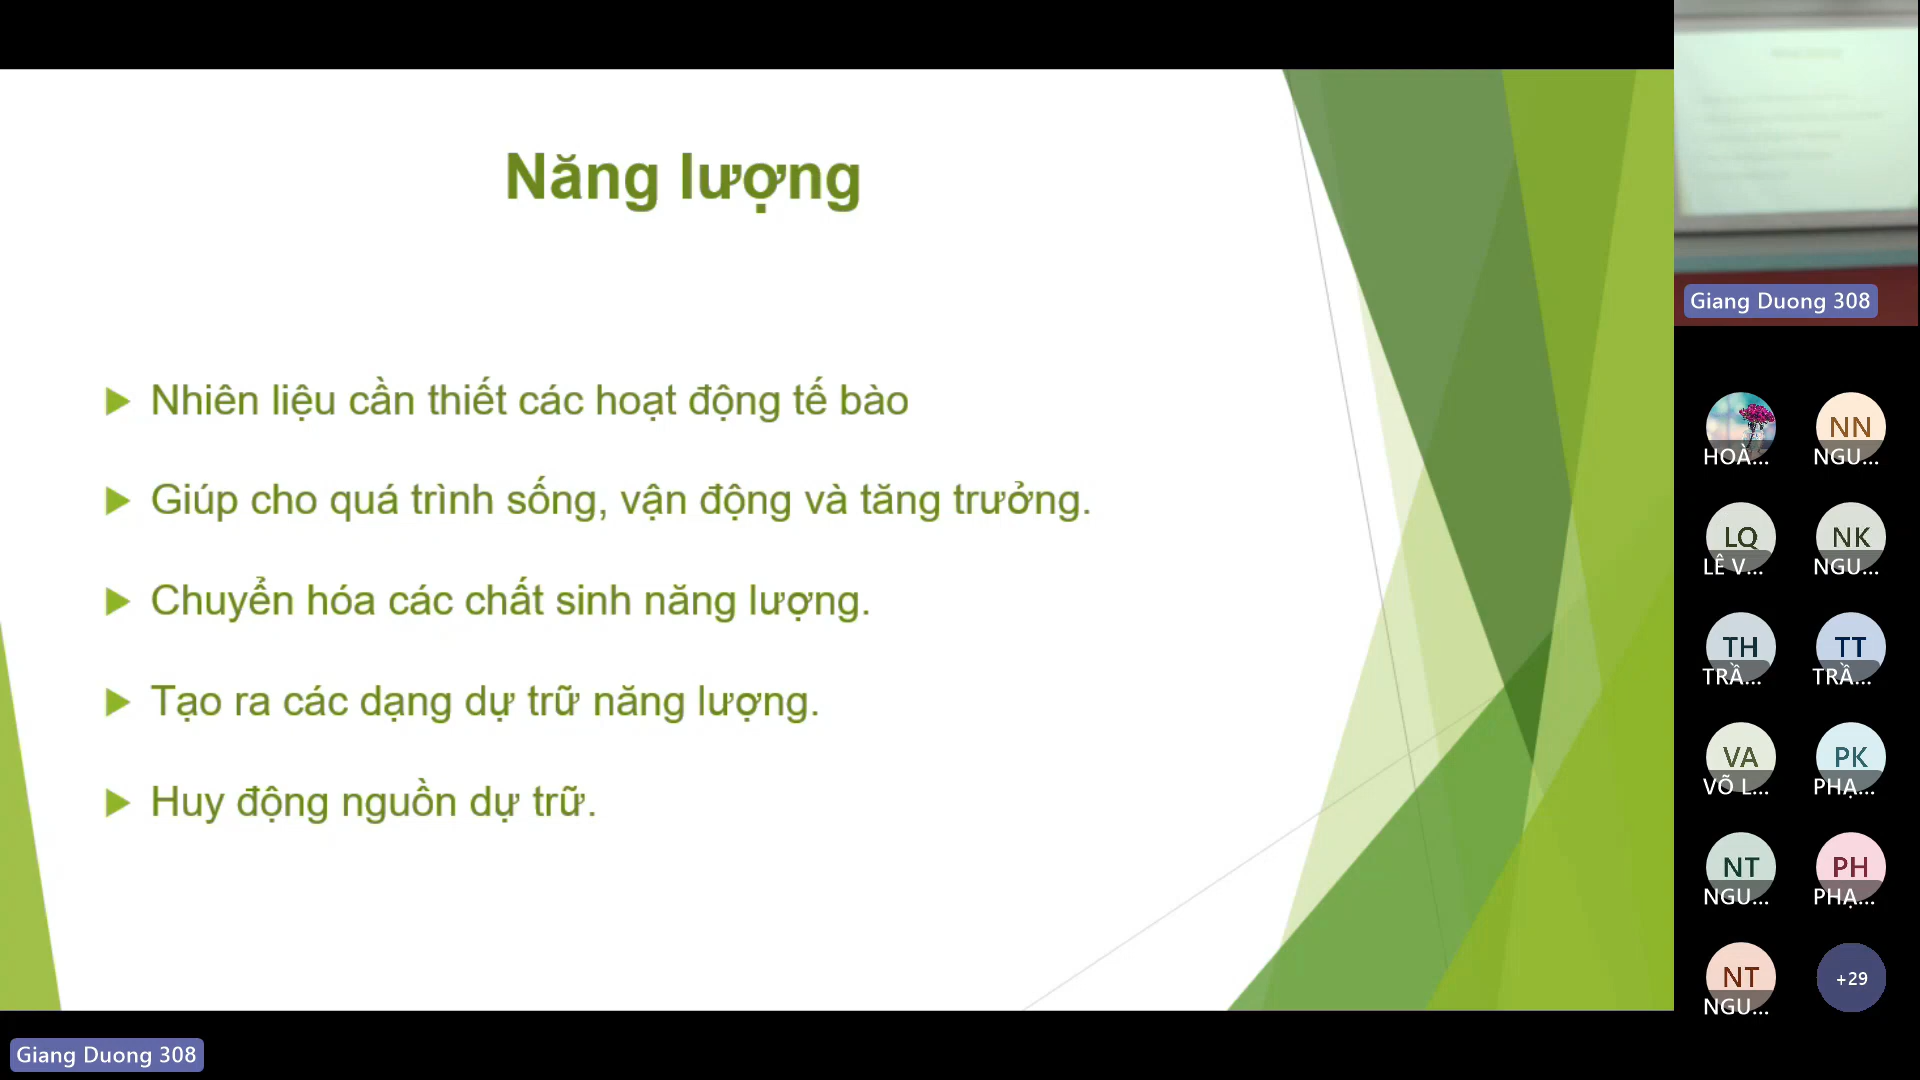 Năng lượng
Nhiên liệu cần thiết các hoạt động tế bào
Giúp cho quá trình sống, vận động và tăng trưởng.
Chuyển hóa các chất sinh năng lượng.
Tạo ra các dạng dự trữ năng lượng.
Huy động nguồn dự trữ.
Giang Duong 308
Giang Duong 308
HOÀ...
NN
NGU...
LQ
LÊ V...
NK
NGU...
TH
TRẦ...
TT
TRẦ...
VA
VÕ L...
PK
PHẠ...
NT
NGU...
PH
PHẠ...
NT
NGU...
+29